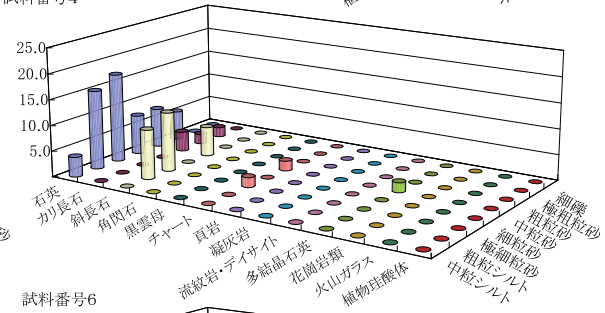 試料番号4
25.0
20.0
15.0
10.0
5.0
石英
カリ長石
斜長石
角閃石
黒雲母
チャート
頁岩
凝灰岩
流紋岩・デイサイト
多結晶石英
花崗岩類
火山ガラス
植物珪酸体
細礫
極粗粒砂
粗粒砂
中粒砂
細粒砂
極細粒砂
粗粒シルト
中粒シルト
試料番号6